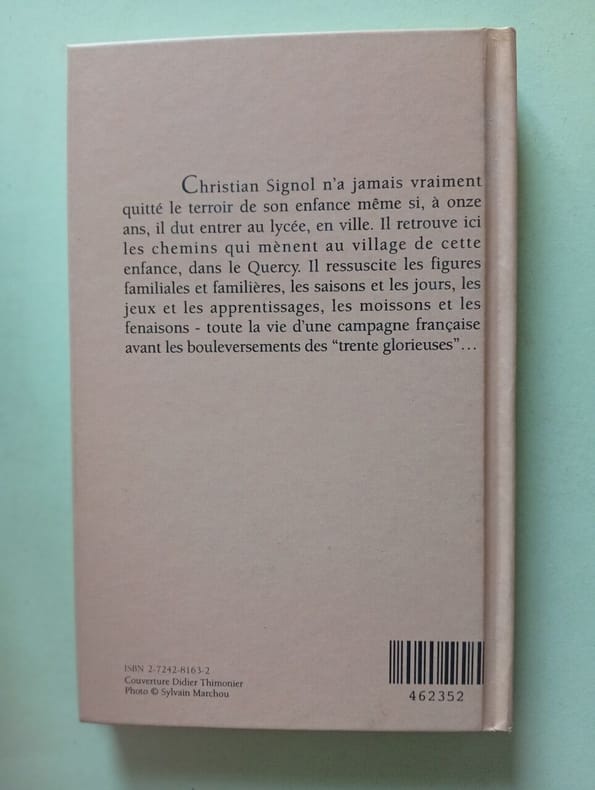 Christian Signol n'a jamais vraiment
quitté le terroir de son enfance même si, à onze
ans, il dut entrer au lycée, en ville. Il retrouve ici
les chemins qui mènent au village de cette
enfance, dans le Quercy. Il ressuscite les figures
familiales et familières, les saisons et les jours, les
jeux et les apprentissages, les moissons et les
fenaisons - toute la vie d'une campagne française
avant les bouleversements des “trente glorieuses”...
ISBN 2-7242-8163-2
Couverture Didier Thimonier
Photo © Sylvain Marchou
462352